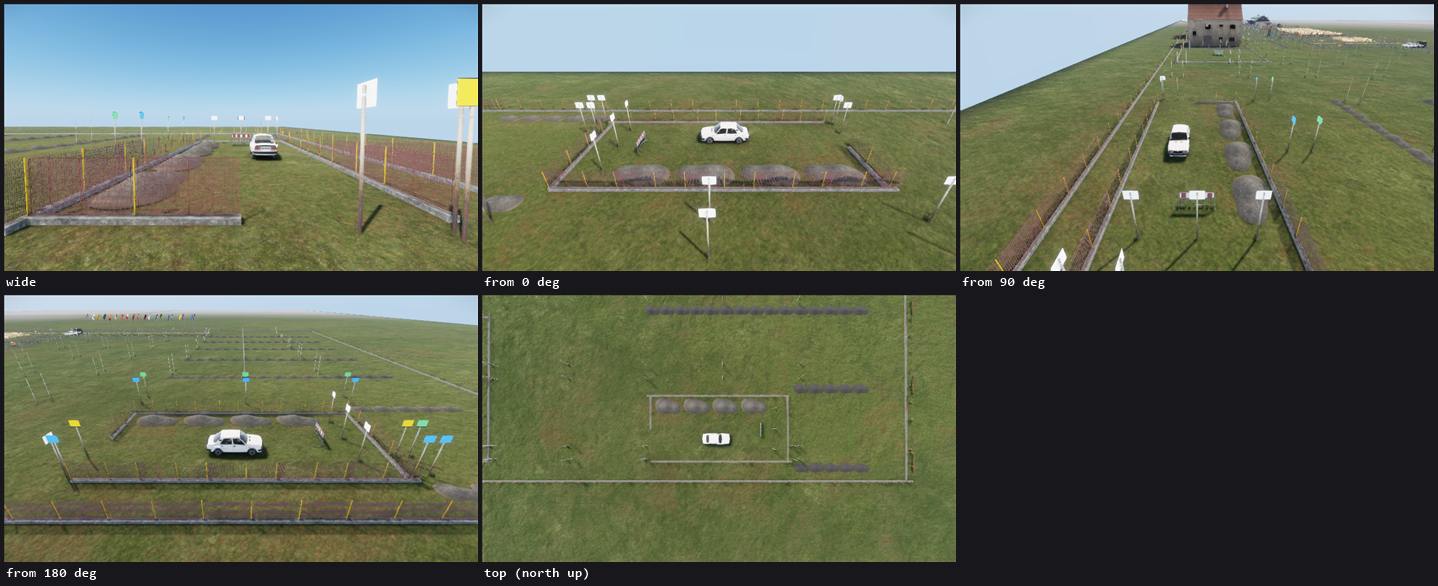 wide
from 0 deg
from 90 deg
from 180 deg
top (north up)